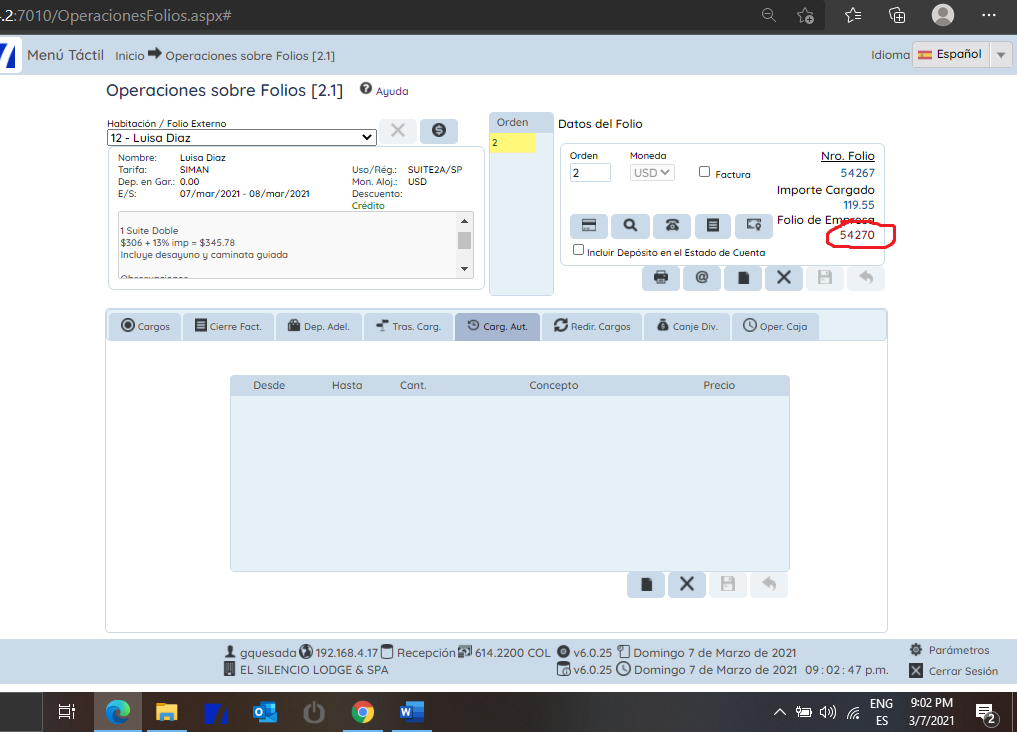 .2:7010/OperacionesFolios.aspx#
Menú Táctil Inicio Operaciones sobre Folios [2.1] Idioma Español
Operaciones sobre Folios [2.1] Ayuda
Habitación / Folio Externo
12 - Luisa Diaz
Nombre: Luisa Diaz
Tarifa: SIMAN Uso/Rég.: SUITE2A/SP
Dep. en Gar.: 0.00 Mon. Aloj.: USD
E/S: 07/mar/2021 - 08/mar/2021 Descuento:
Crédito
1 Suite Doble
$306 + 13% imp = $345.78
Incluye desayuno y caminata guiada
Observaciones
Orden
2
Datos del Folio
Orden Moneda Nro. Folio
2 USD Factura 54267
Importe Cargado
119.55
Folio de Empresa
54270
Incluir Depósito en el Estado de Cuenta
Cargos Cierre Fact. Dep. Adel. Tras. Carg. Carg. Aut. Redir. Cargos Canje Div. Oper. Caja
Desde Hasta Cant. Concepto Precio
gquesada 192.168.4.17 Recepción 614.2200 COL v6.0.25 Domingo 7 de Marzo de 2021 Parámetros
EL SILENCIO LODGE & SPA v6.0.25 Domingo 7 de Marzo de 2021 09:02:47 p.m. Cerrar Sesión
ENG 9:02 PM
ES 3/7/2021 2